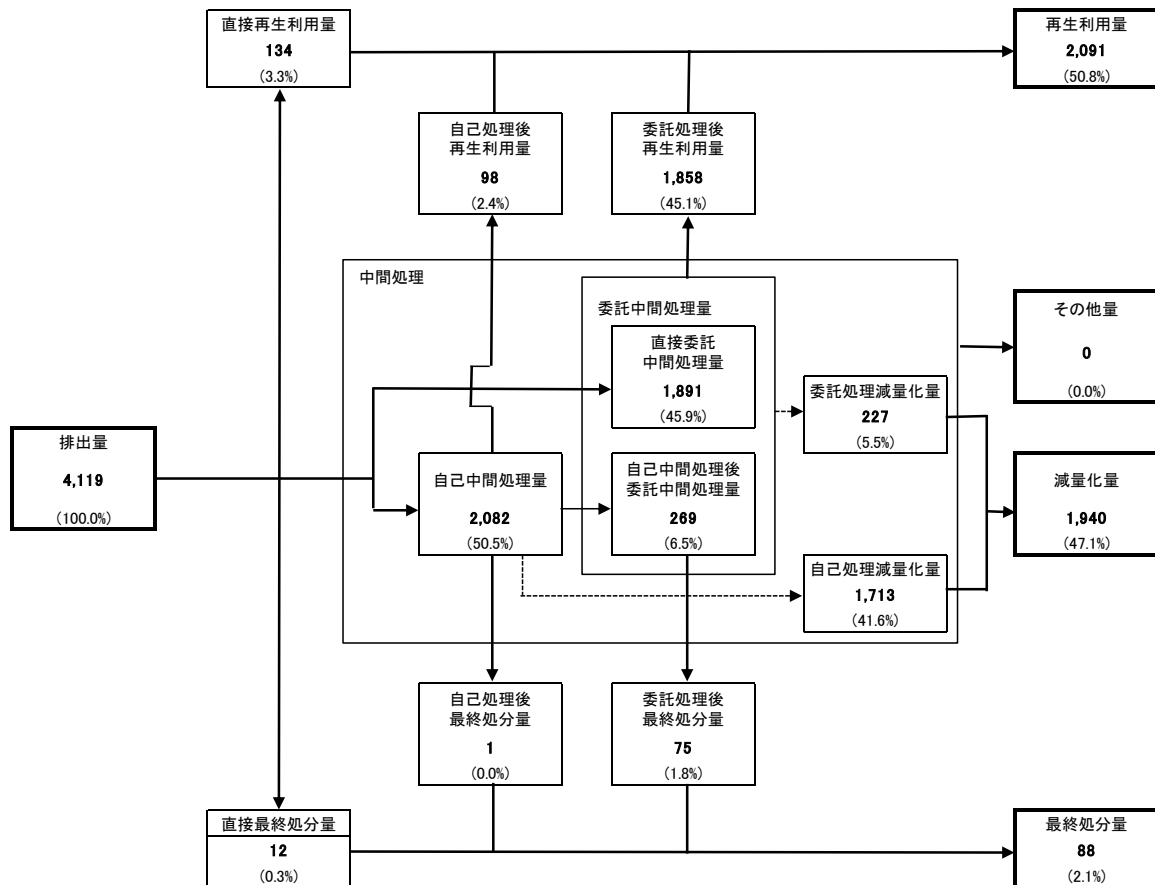 直接再生利用量
134
(3.3%)
再生利用量
2,091
(50.8%)
自己処理後
再生利用量
98
(2.4%)
委託処理後
再生利用量
1,858
(45.1%)
中間処理
委託中間処理量
直接委託
中間処理量
1,891
(45.9%)
その他量
0
(0.0%)
委託処理減量化量
227
(5.5%)
排出量
4,119
(100.0%)
自己中間処理量
2,082
(50.5%)
自己中間処理後
委託中間処理量
269
(6.5%)
減量化量
1,940
(47.1%)
自己処理減量化量
1,713
(41.6%)
自己処理後
最終処分量
1
(0.0%)
委託処理後
最終処分量
75
(1.8%)
直接最終処分量
12
(0.3%)
最終処分量
88
(2.1%)